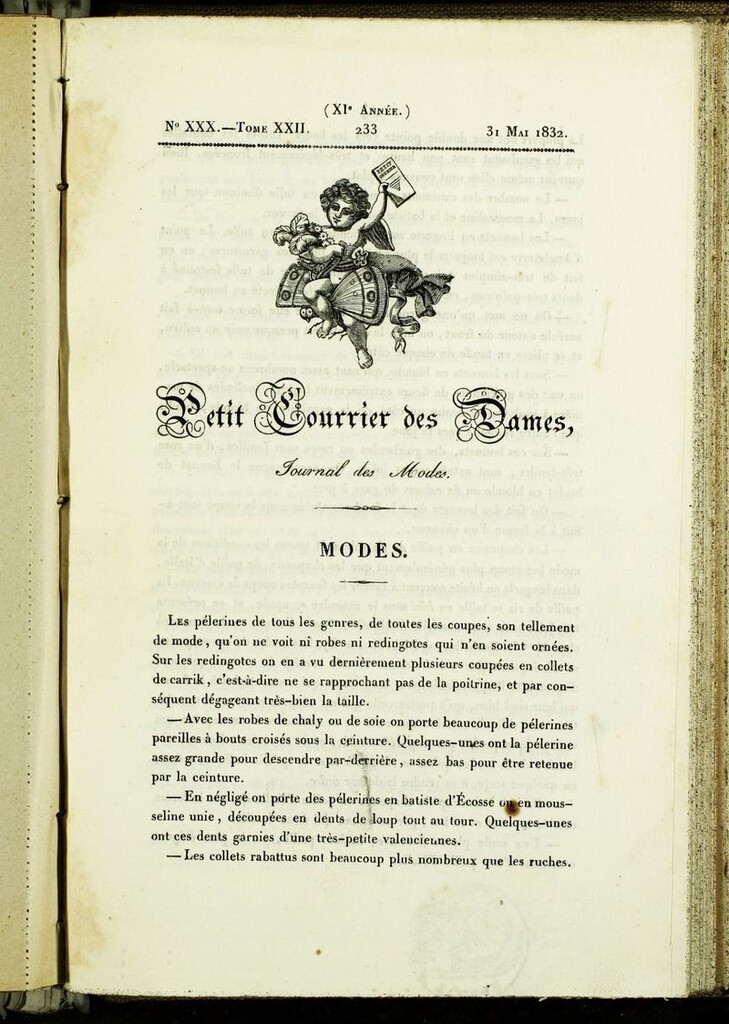 (XIe Année.)
No XXX.—Tome XXII. 233 31 Mai 1832.
PETIT
COURRIER
Petit Courrier des Dames,
Journal des Modes.
MODES.
Les pélerines de tous les genres, de toutes les coupes, son tellement
de mode, qu'on ne voit ni robes ni redingotes qui n'en soient ornées.
Sur les redingotes on en a vu dernièrement plusieurs coupées en collets
de carrik, c'est-à-dire ne se rapprochant pas de la poitrine, et par con-
séquent dégageant très-bien la taille.
— Avec les robes de chaly ou de soie on porte beaucoup de pélerines
pareilles à bouts croisés sous la ceinture. Quelques-unes ont la pélerine
assez grande pour descendre par-derrière, assez bas pour être retenue
par la ceinture.
— En négligé on porte des pélerines en batiste d'Écosse ou en mous-
seline unie, découpées en dents de loup tout au tour. Quelques-unes
ont ces dents garnies d'une très-petite valenciennes.
— Les collets rabattus sont beaucoup plus nombreux que les ruches.